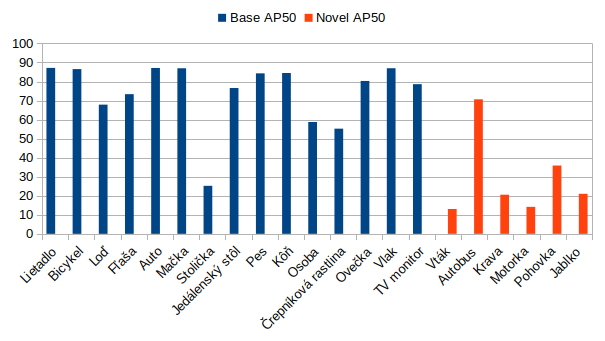 Base AP50 Novel AP50
100
90
80
70
60
50
40
30
20
10
0
Lietadlo
Bicykel
Loď
Fľaša
Auto
Mačka
Stolička
Jedálenský stôl
Pes
Kôň
Osoba
Črepníková rastlina
Ovečka
Vlak
TV monitor
Vták
Autobus
Krava
Motorka
Pohovka
Jablko